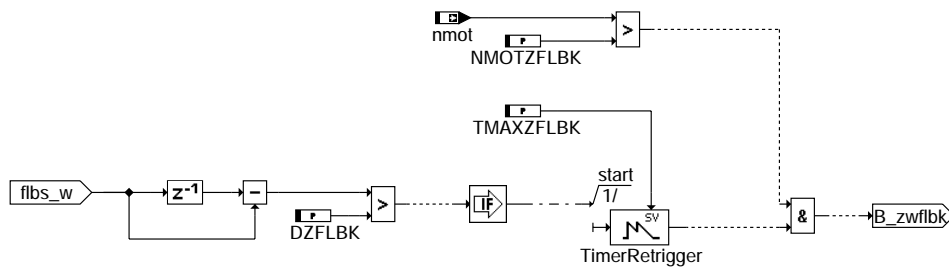 nmot
>
NMOTZFLBK
TMAXZFLBK
start
1/
flbs_w
z-1
−
>
IF
DZFLBK
SV
TimerRetrigger
&
B_zwflbk
P
P
P